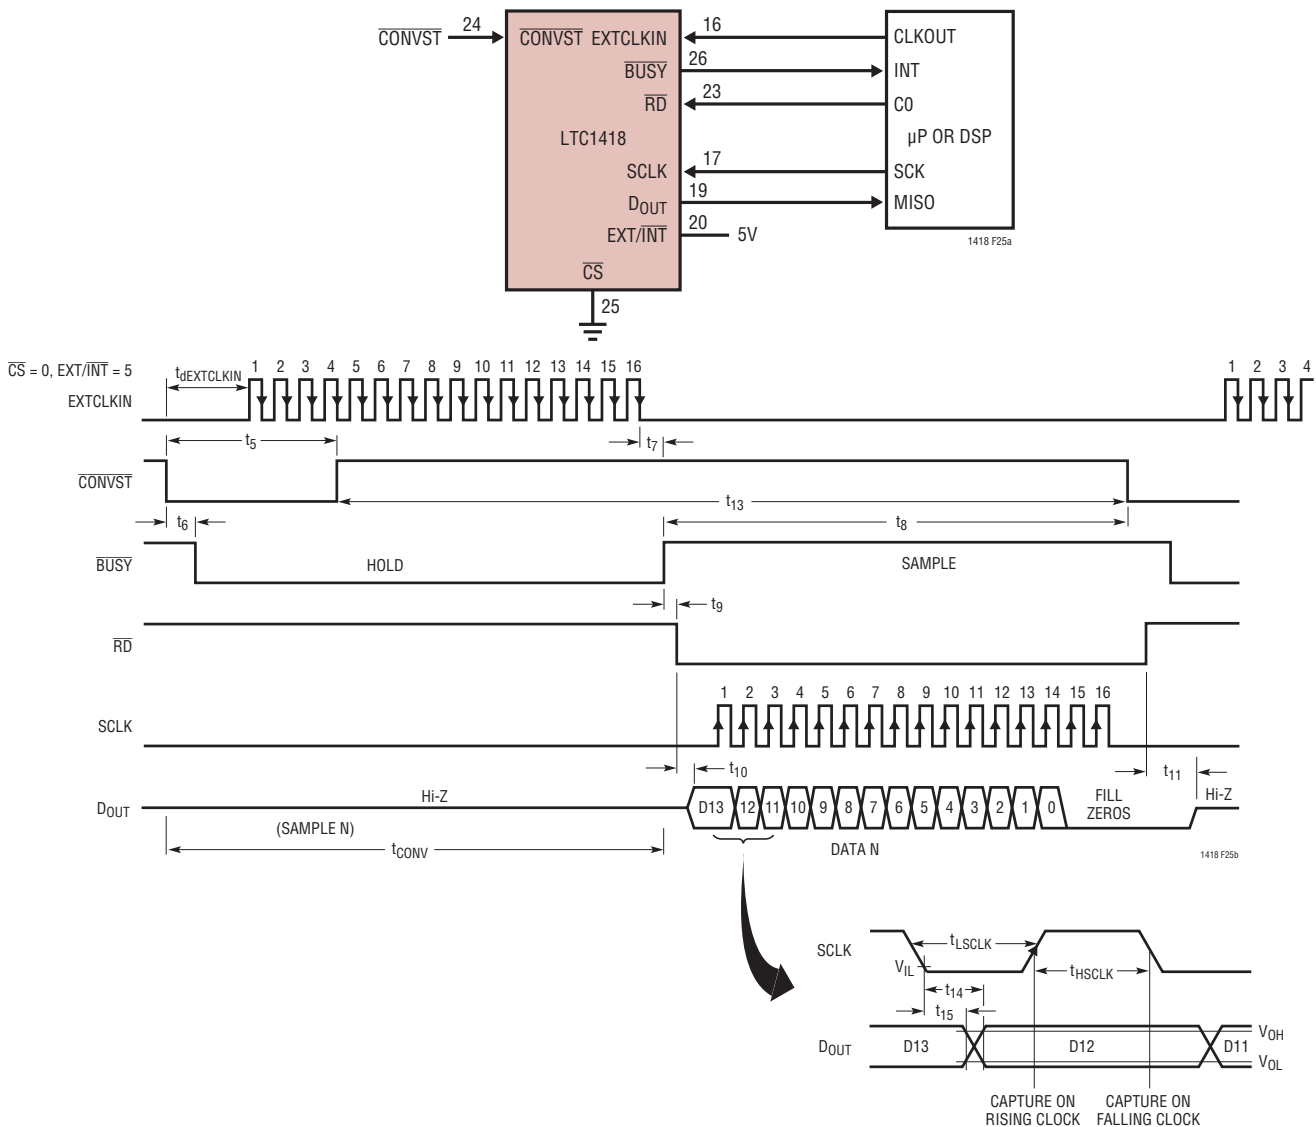 CONVST 24 CONVST EXTCLKIN 16 CLKOUT
BUSY 26 INT
RD 23 C0
LTC1418 µP OR DSP
SCLK 17 SCK
DOUT 19 MISO
EXT/INT 20 5V
1418 F25a
CS
25
CS = 0, EXT/INT = 5
tdEXTCLKIN
1 2 3 4 5 6 7 8 9 10 11 12 13 14 15 16 1 2 3 4
EXTCLKIN
t5 t7
CONVST
t13
t6 t8
BUSY HOLD SAMPLE
t9
RD
1 2 3 4 5 6 7 8 9 10 11 12 13 14 15 16
SCLK
t10 t11
DOUT Hi-Z D13 12 11 10 9 8 7 6 5 4 3 2 1 0 FILL ZEROS Hi-Z
(SAMPLE N)
tCONV DATA N
1418 F25b
SCLK tLSCLK
VIL tHSCLK
t14
t15
DOUT D13 D12 D11 VOH
VOL
CAPTURE ON RISING CLOCK
CAPTURE ON FALLING CLOCK